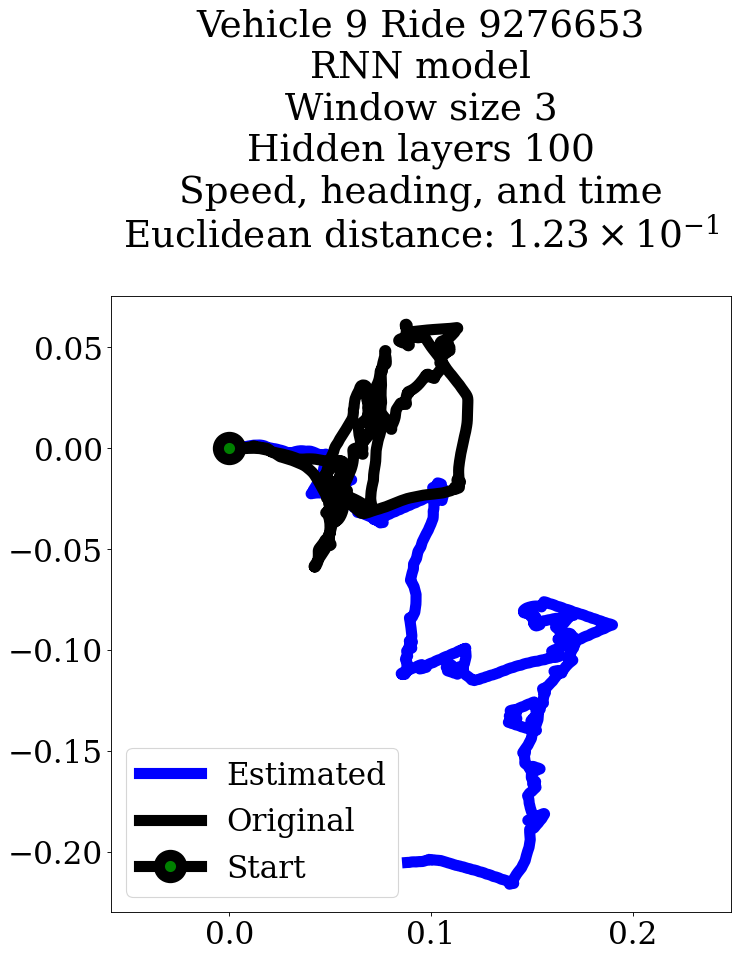 Vehicle 9 Ride 9276653
RNN model
Window size 3
Hidden layers 100
Speed, heading, and time
Euclidean distance: 1.23 × 10⁻¹
0.05
0.00
−0.05
−0.10
−0.15
−0.20
Estimated
Original
Start
0.0 0.1 0.2